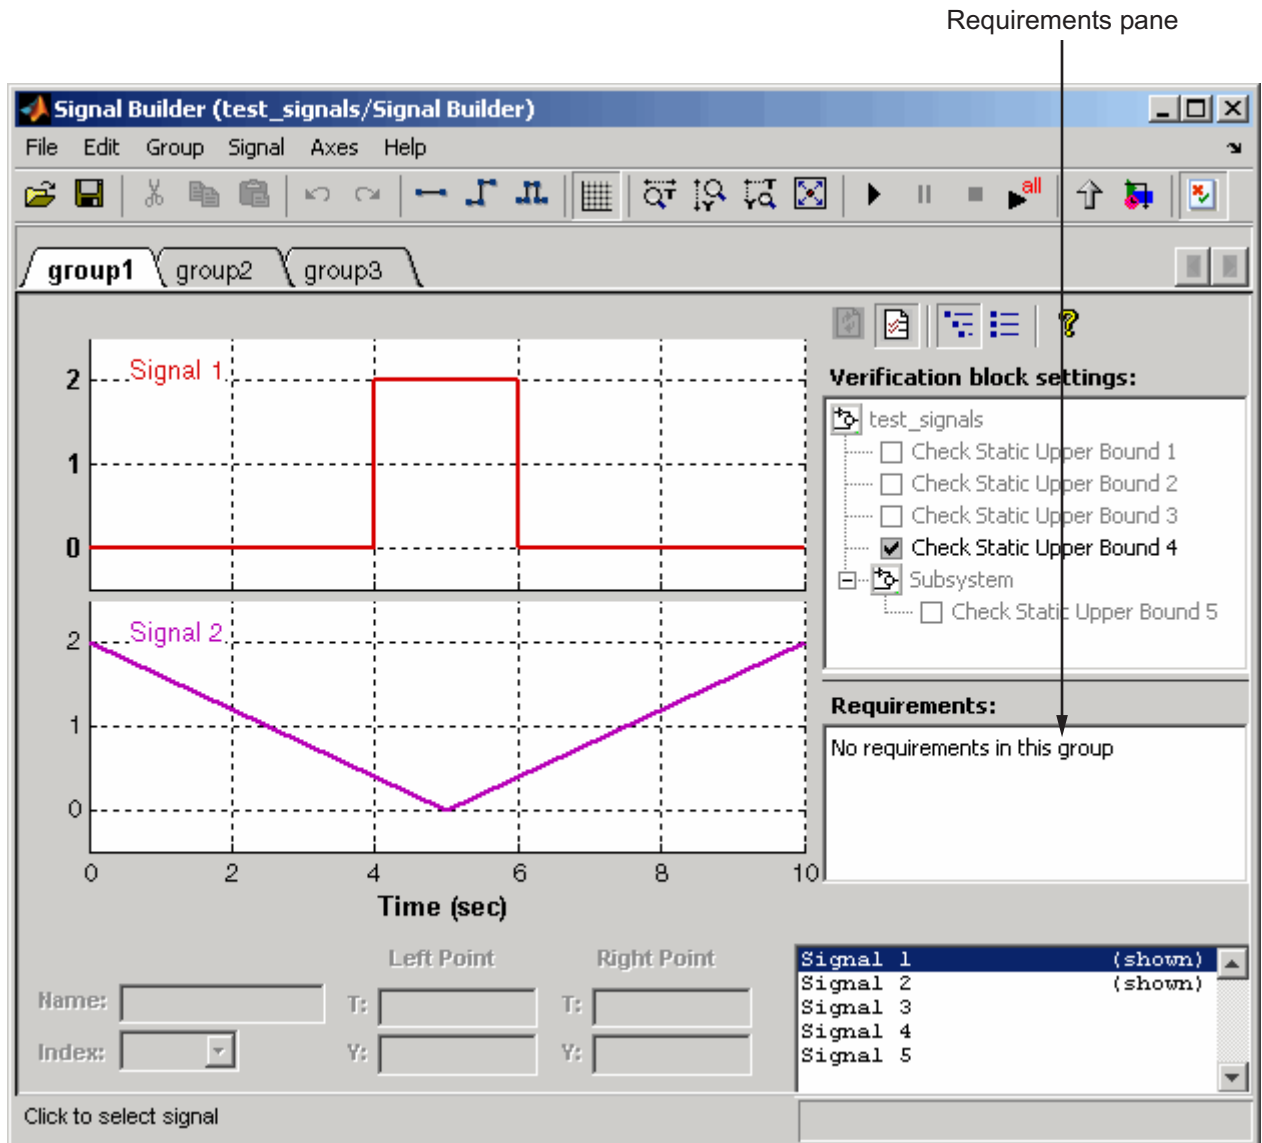 Requirements pane
Signal Builder (test_signals/Signal Builder)
File Edit Group Signal Axes Help
all
group1 group2 group3
Verification block settings:
test_signals
Check Static Upper Bound 1
Check Static Upper Bound 2
Check Static Upper Bound 3
Check Static Upper Bound 4
Subsystem
Check Static Upper Bound 5
Requirements:
No requirements in this group
Signal 1
2
1
0
Signal 2
2
1
0
0 2 4 6 8 10
Time (sec)
Left Point Right Point
Name: T: T:
Index: Y: Y:
Signal 1 (shown)
Signal 2 (shown)
Signal 3
Signal 4
Signal 5
Click to select signal